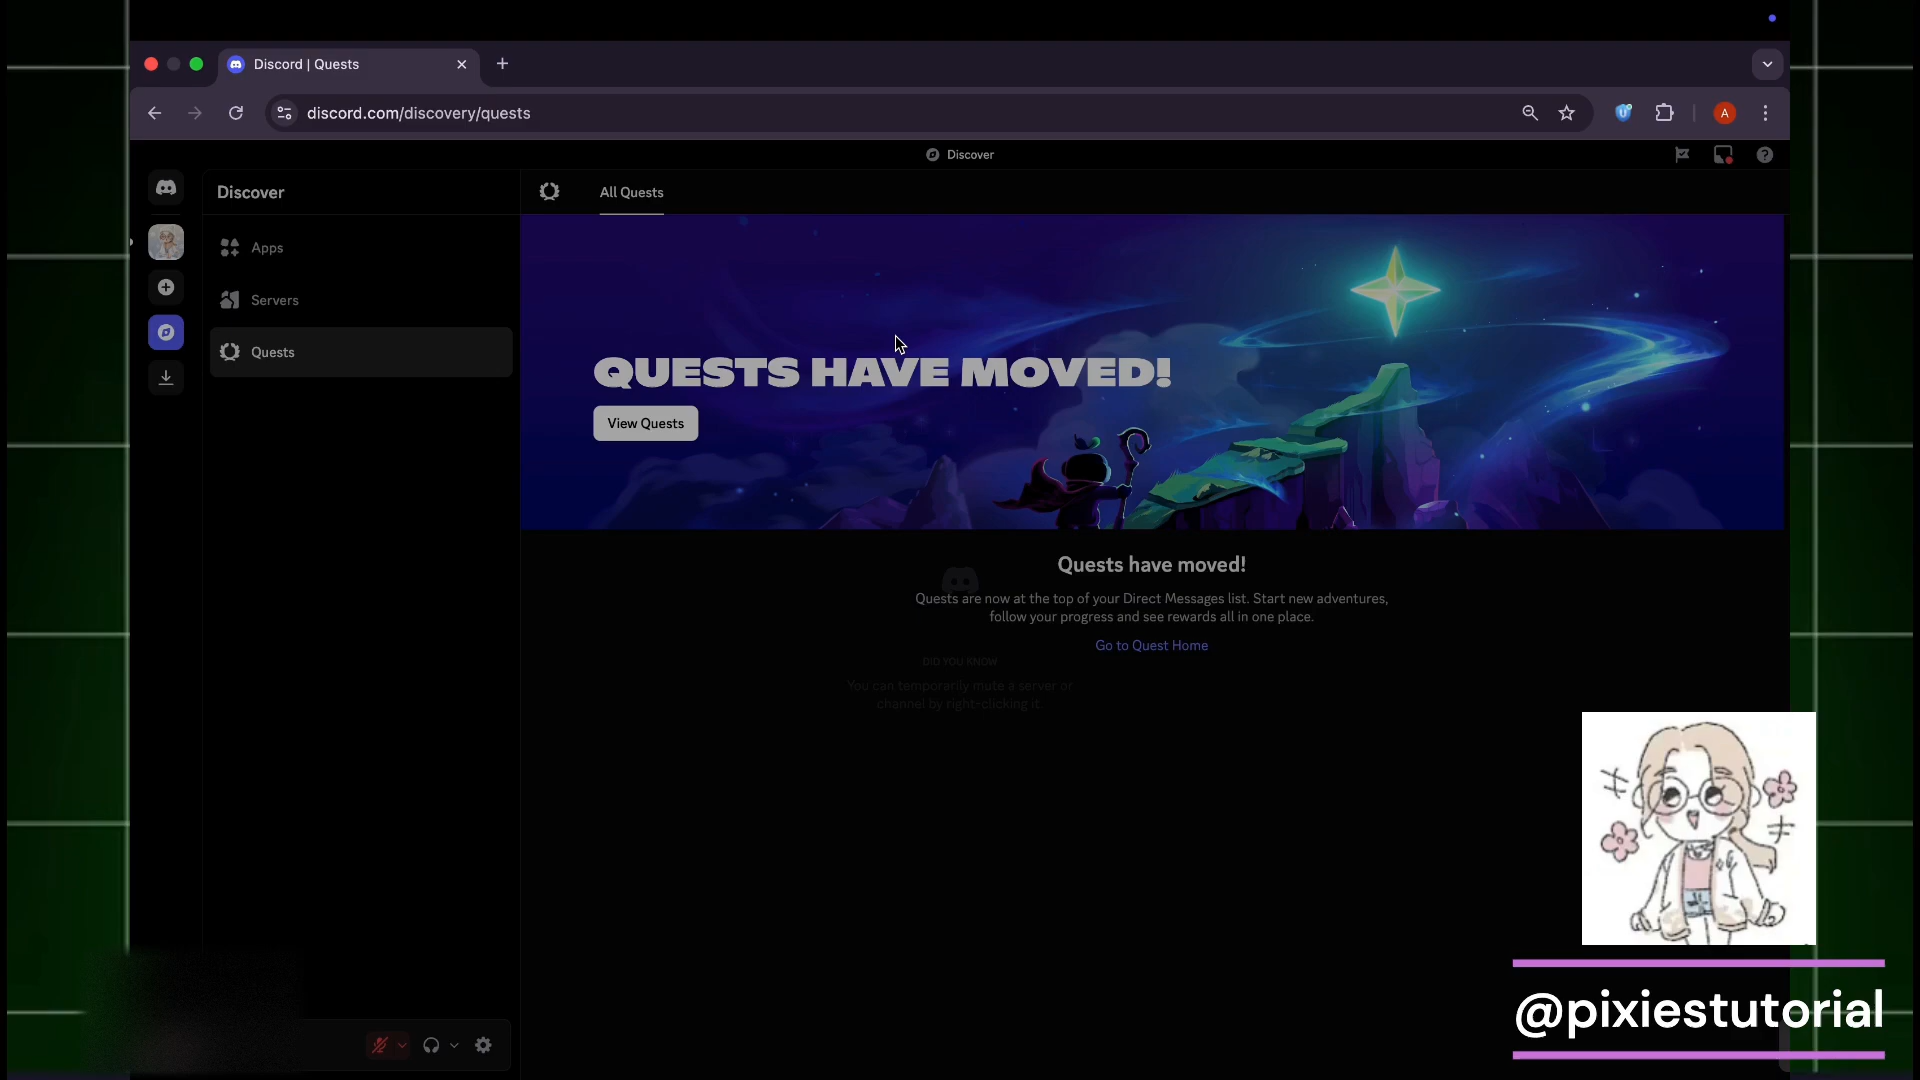 Discord | Quests
discord.com/discovery/quests
A
Discover
Discover
All Quests
Apps
Servers
Quests
QUESTS HAVE MOVED!
View Quests
Quests have moved!
Quests are now at the top of your Direct Messages list. Start new adventures,
follow your progress and see rewards all in one place.
Go to Quest Home
DID YOU KNOW
You can temporarily mute a server or
channel by right-clicking it.
@pixiestutorial